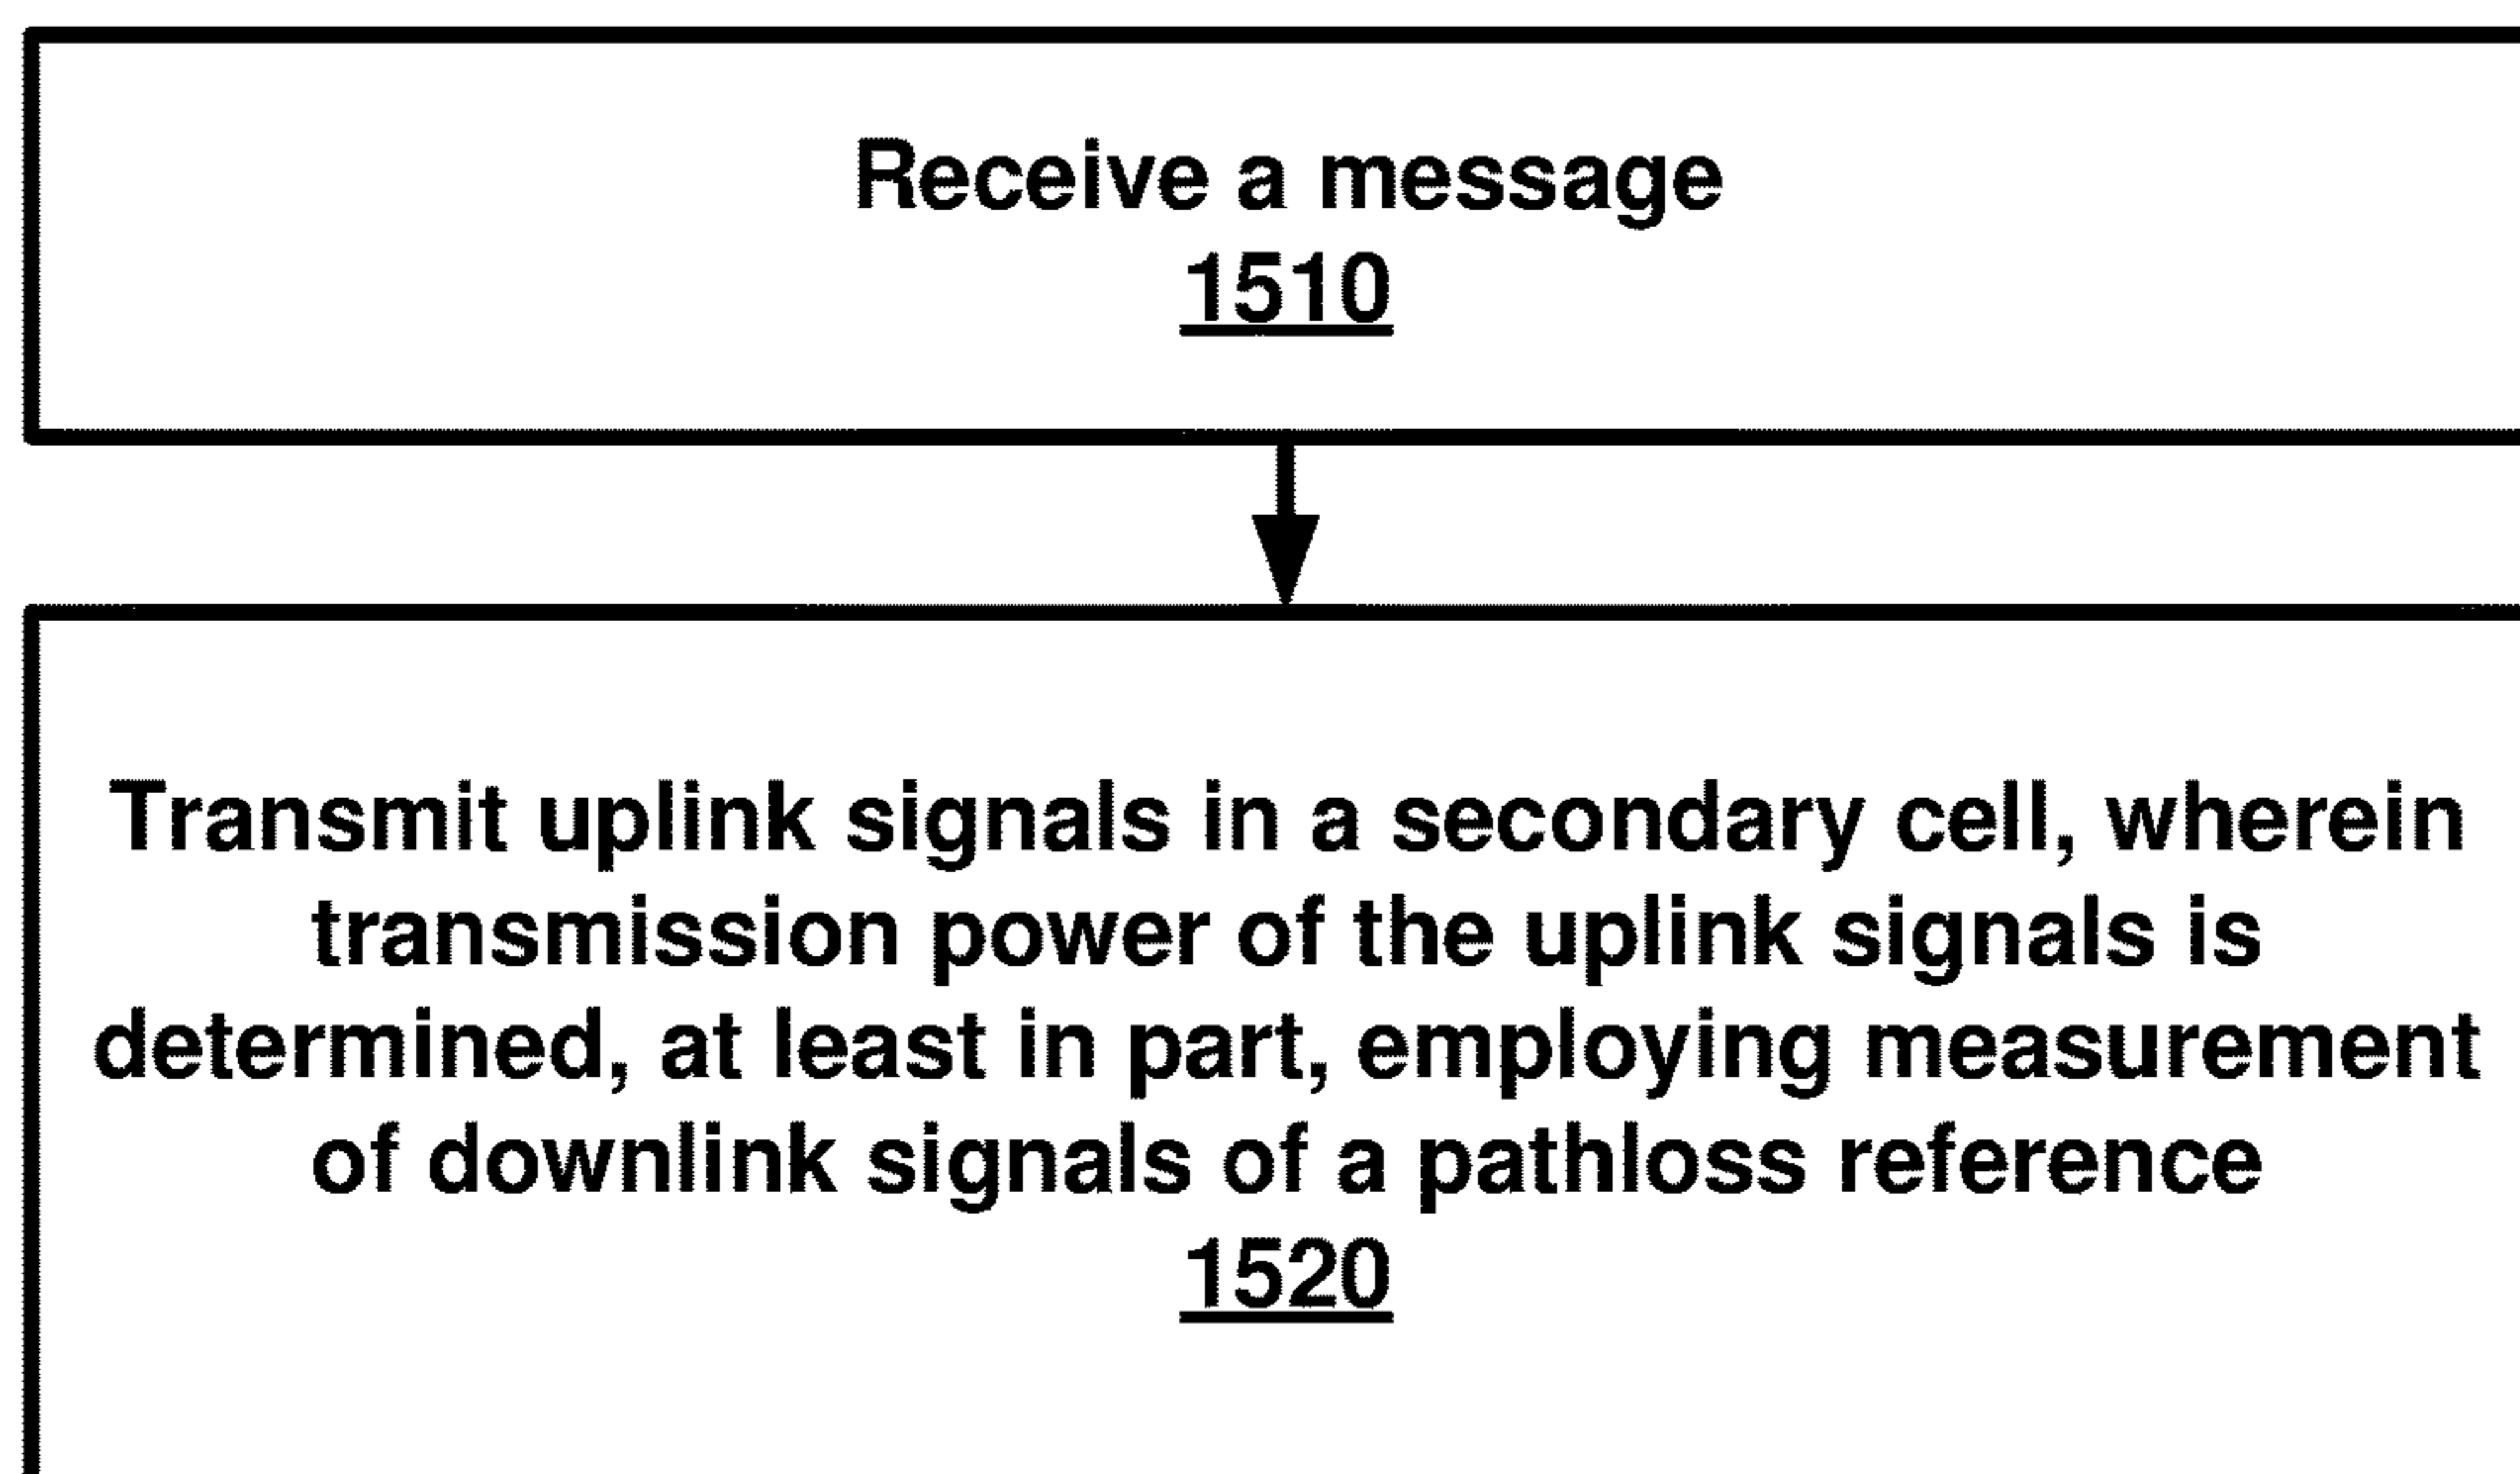 Receive a message
1510
Transmit uplink signals in a secondary cell, wherein
transmission power of the uplink signals is
determined, at least in part, employing measurement
of downlink signals of a pathloss reference
1520